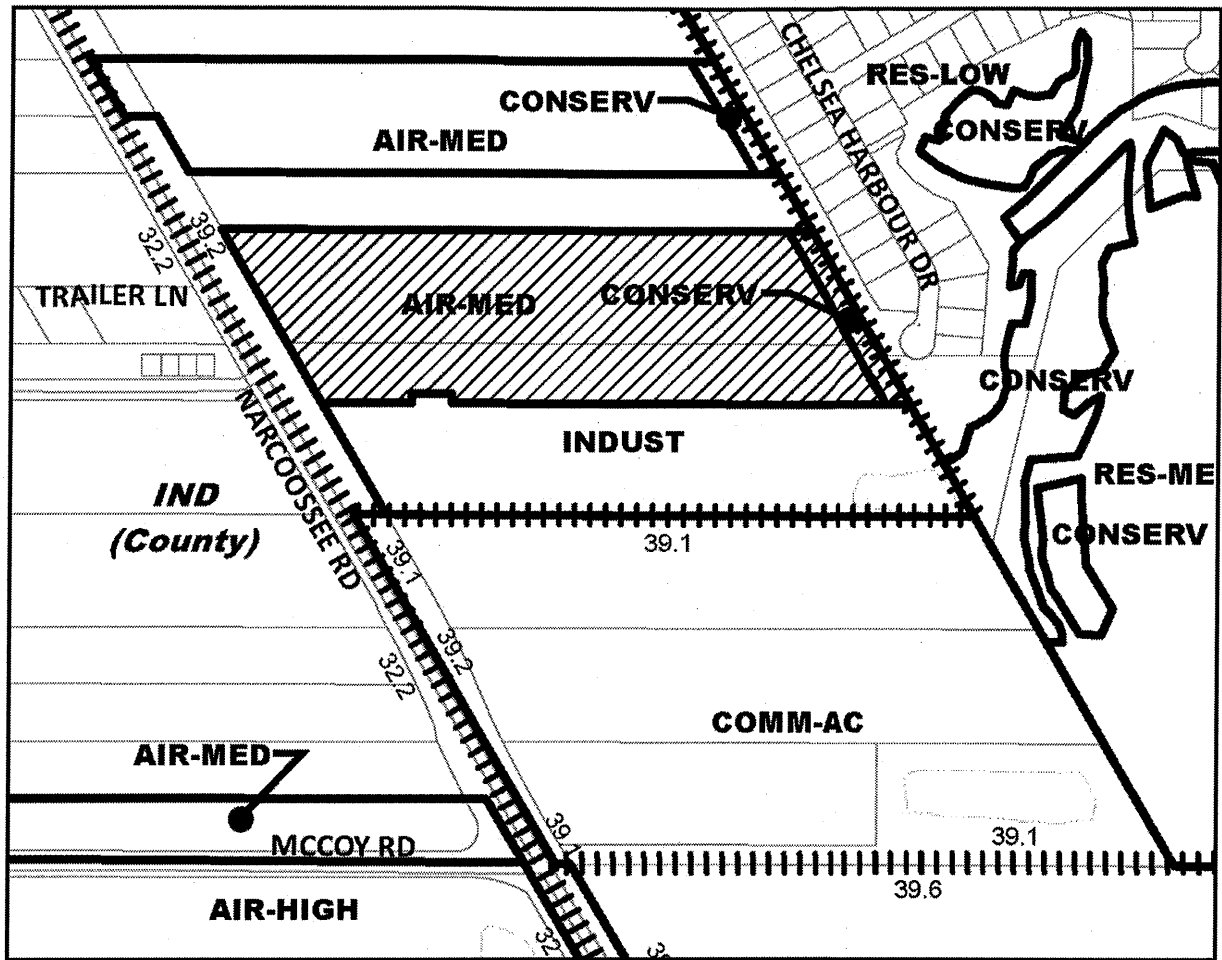 CHELSEA HARBOUR DR
RES-LOW
CONSERV
CONSERV
AIR-MED
39.2
32.2
TRAILER LN
AIR-MED
CONSERV
CONSERV
NARCOOSSEE RD
INDUST
RES-ME
IND
(County)
CONSERV
39.1
39.1
39.2
32.2
COMM-AC
AIR-MED
39.1
MCCOY RD
39.1
39.6
AIR-HIGH
32